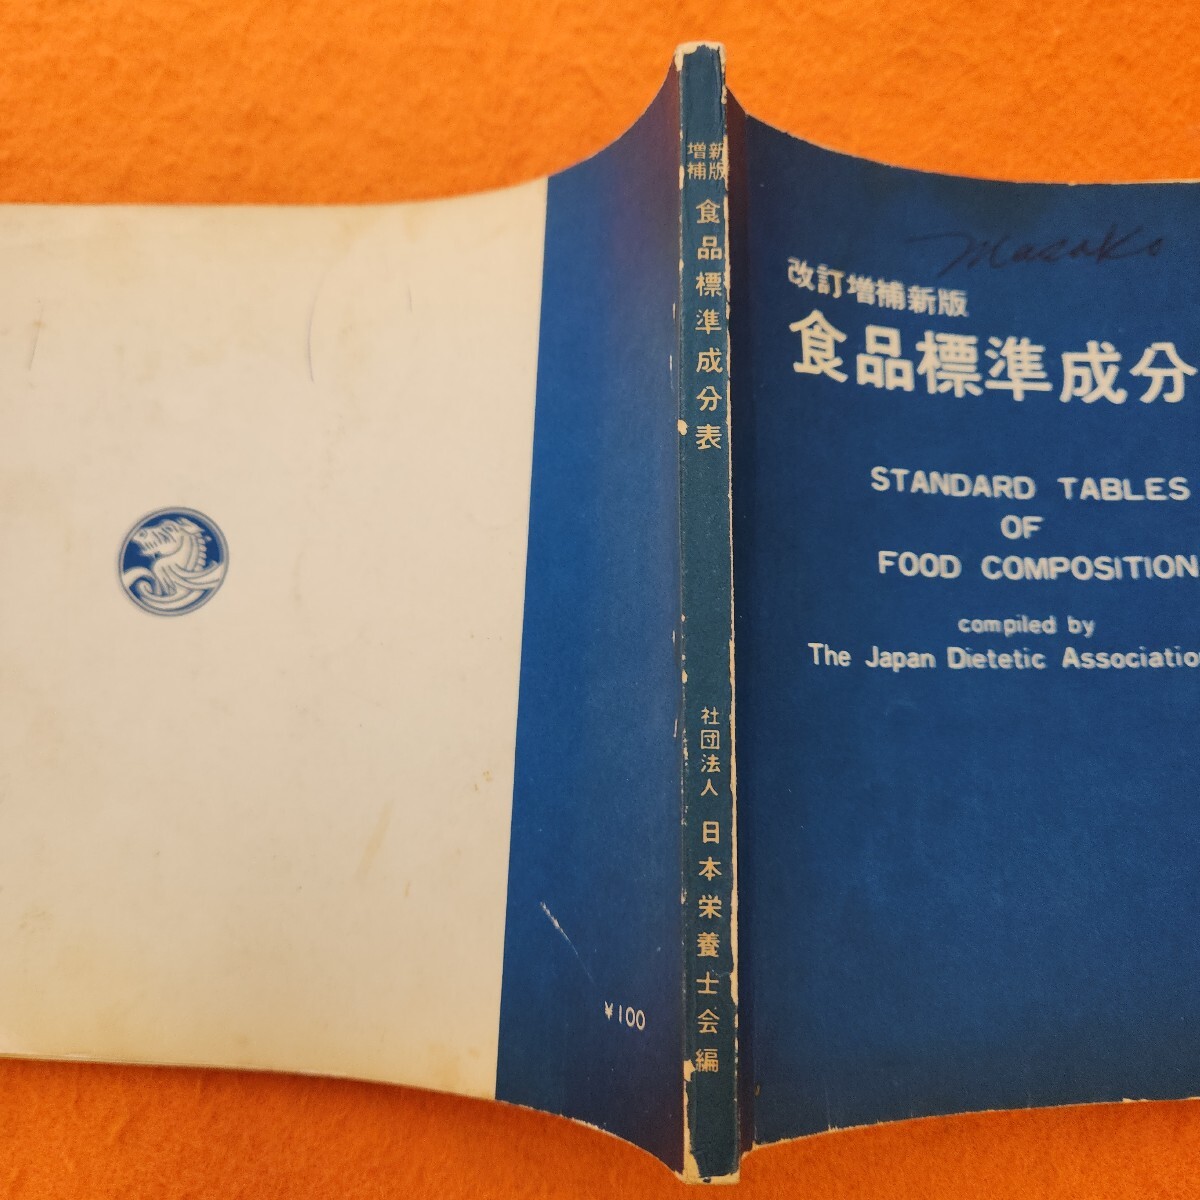 新版
増補
食品標準成分表
社団法人
日本栄養士会編
Masako
改訂増補新版
食品標準成分
STANDARD TABLES
OF
FOOD COMPOSITION
compiled by
The Japan Dietetic Associatio
¥100